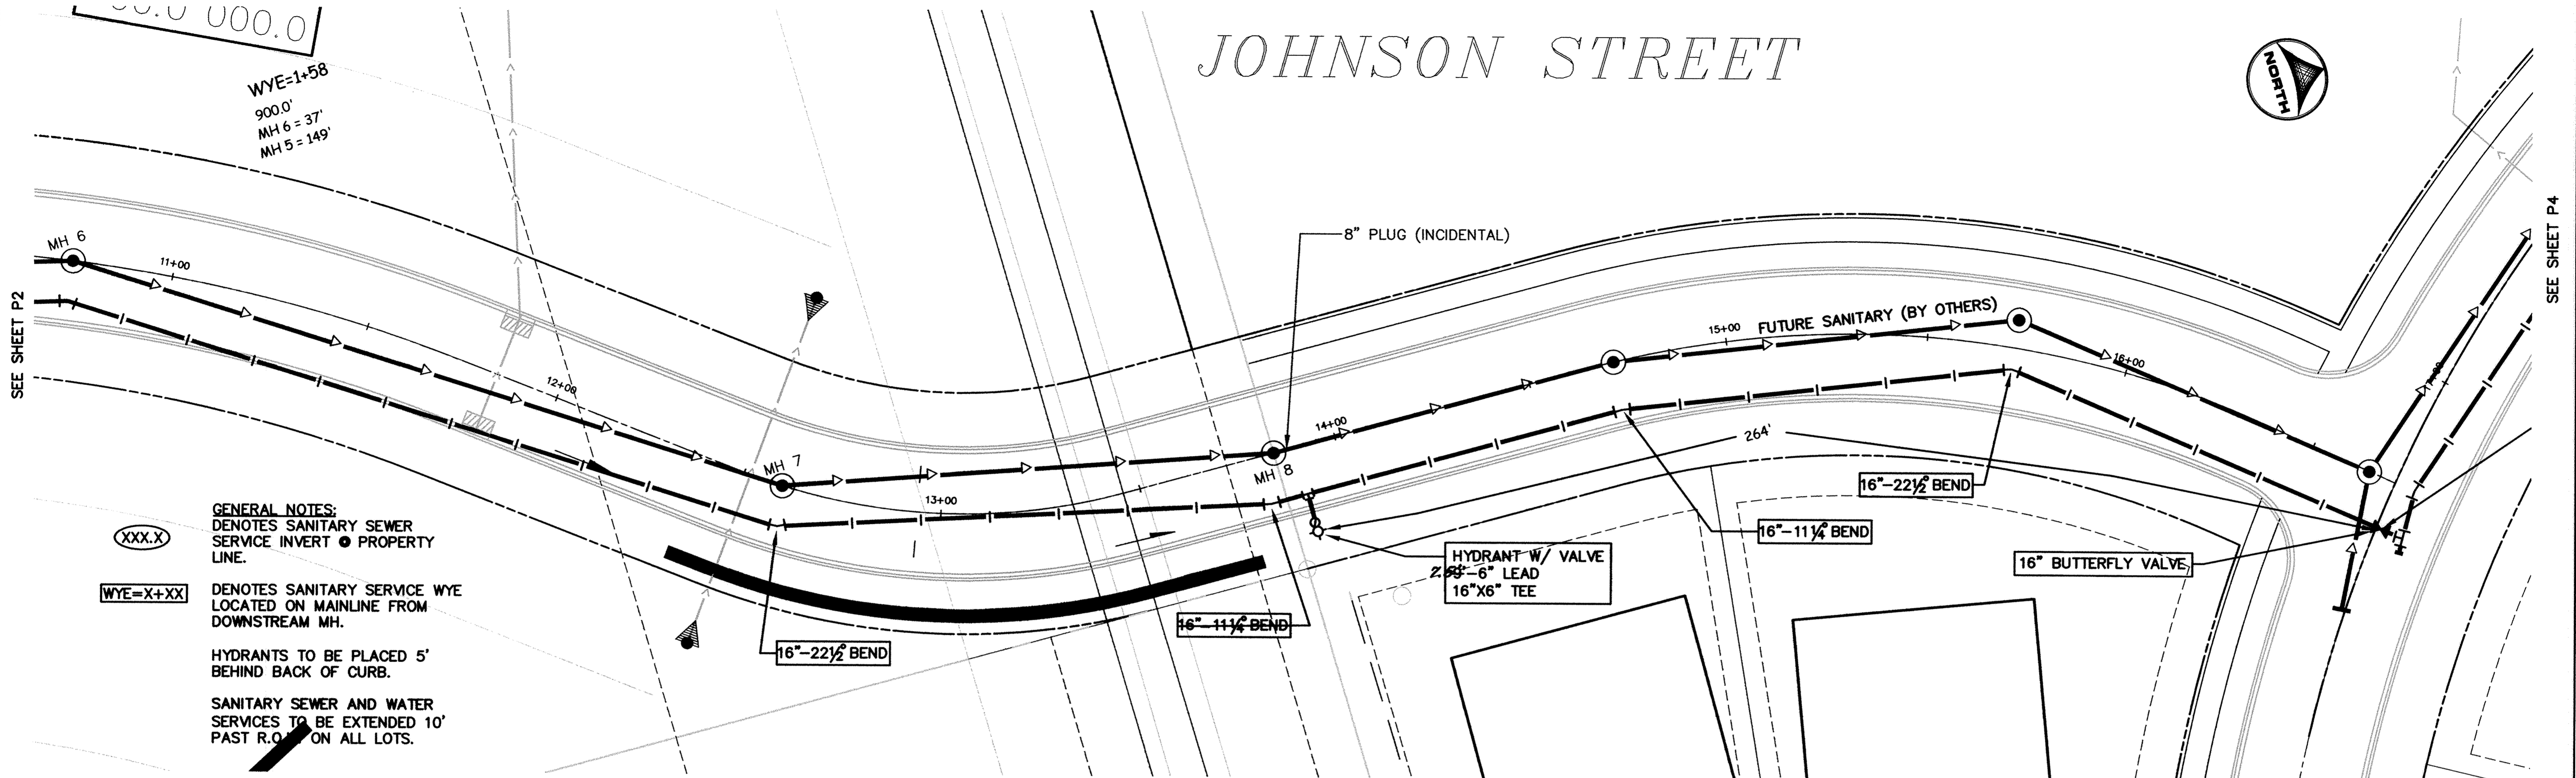 JOHNSON STREET
NORTH
WYE=1+58
900.0'
MH 6 = 37'
MH 5 = 149'
SEE SHEET P2
SEE SHEET P4
MH 6
11+00
12+00
MH 7
13+00
MH 8
8" PLUG (INCIDENTAL)
14+00
15+00
FUTURE SANITARY (BY OTHERS)
16+00
264'
16"-22½° BEND
16"-11¼° BEND
16" BUTTERFLY VALVE
HYDRANT W/ VALVE
-6" LEAD
16"X6" TEE
16"-11¼° BEND
16"-22½° BEND
GENERAL NOTES:
XXX.X
DENOTES SANITARY SEWER
SERVICE INVERT @ PROPERTY
LINE.
WYE=X+XX
DENOTES SANITARY SERVICE WYE
LOCATED ON MAINLINE FROM
DOWNSTREAM MH.
HYDRANTS TO BE PLACED 5'
BEHIND BACK OF CURB.
SANITARY SEWER AND WATER
SERVICES TO BE EXTENDED 10'
PAST ON ALL LOTS.